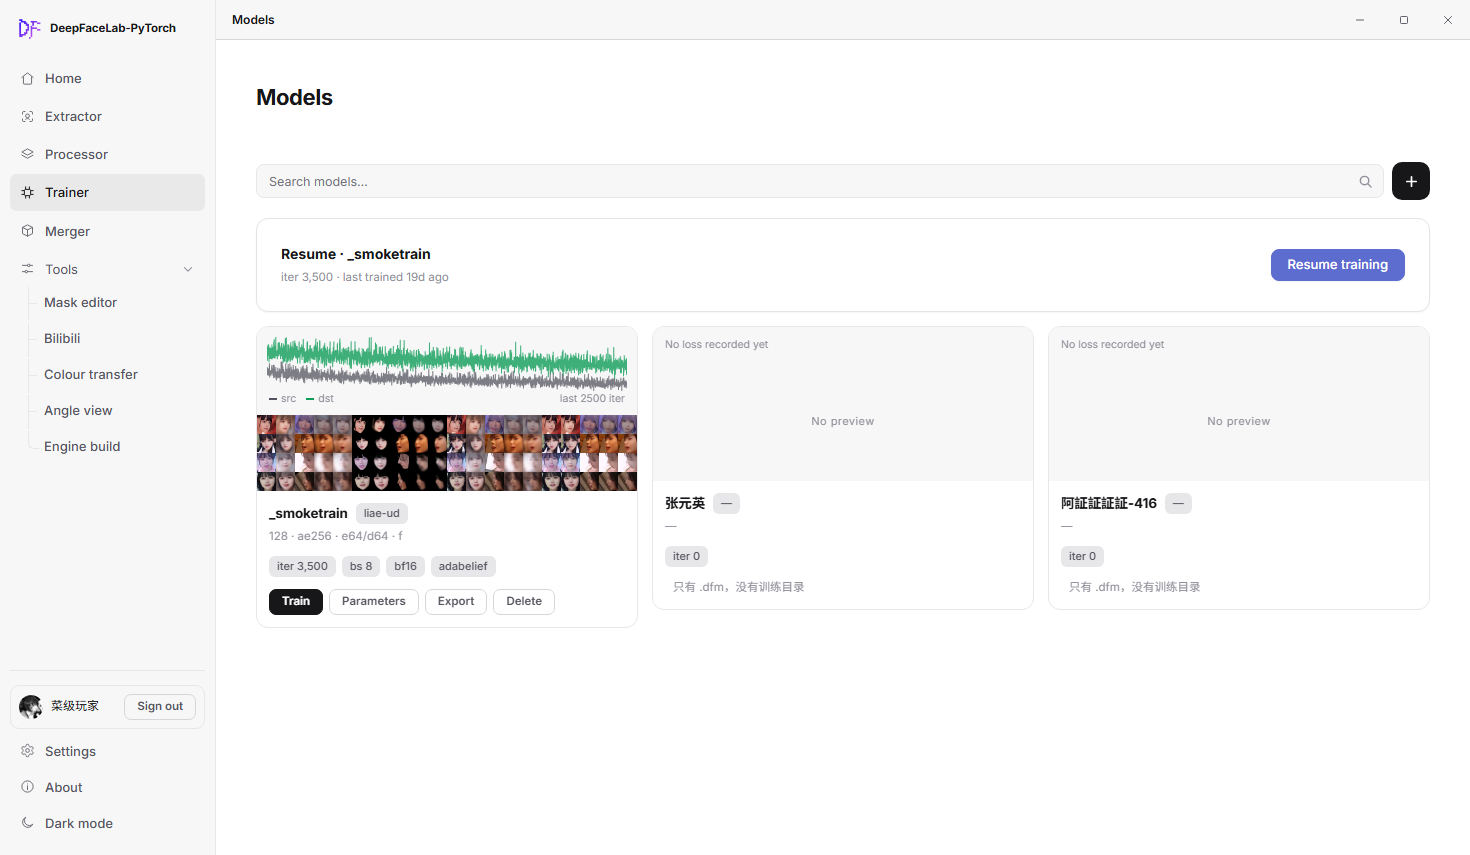 DeepFaceLab-PyTorch
Home
Extractor
Processor
Trainer
Merger
Tools
Mask editor
Bilibili
Colour transfer
Angle view
Engine build
菜级玩家
Sign out
Settings
About
Dark mode
Models
Models
Search models...
+
Resume · _smoketrain
iter 3,500 · last trained 19d ago
Resume training
src dst last 2500 iter
_smoketrain liae-ud
128 · ae256 · e64/d64 · f
iter 3,500 bs 8 bf16 adabelief
Train Parameters Export Delete
No loss recorded yet
No preview
张元英 —
—
iter 0
只有 .dfm，没有训练目录
No loss recorded yet
No preview
阿証証証証-416 —
—
iter 0
只有 .dfm，没有训练目录